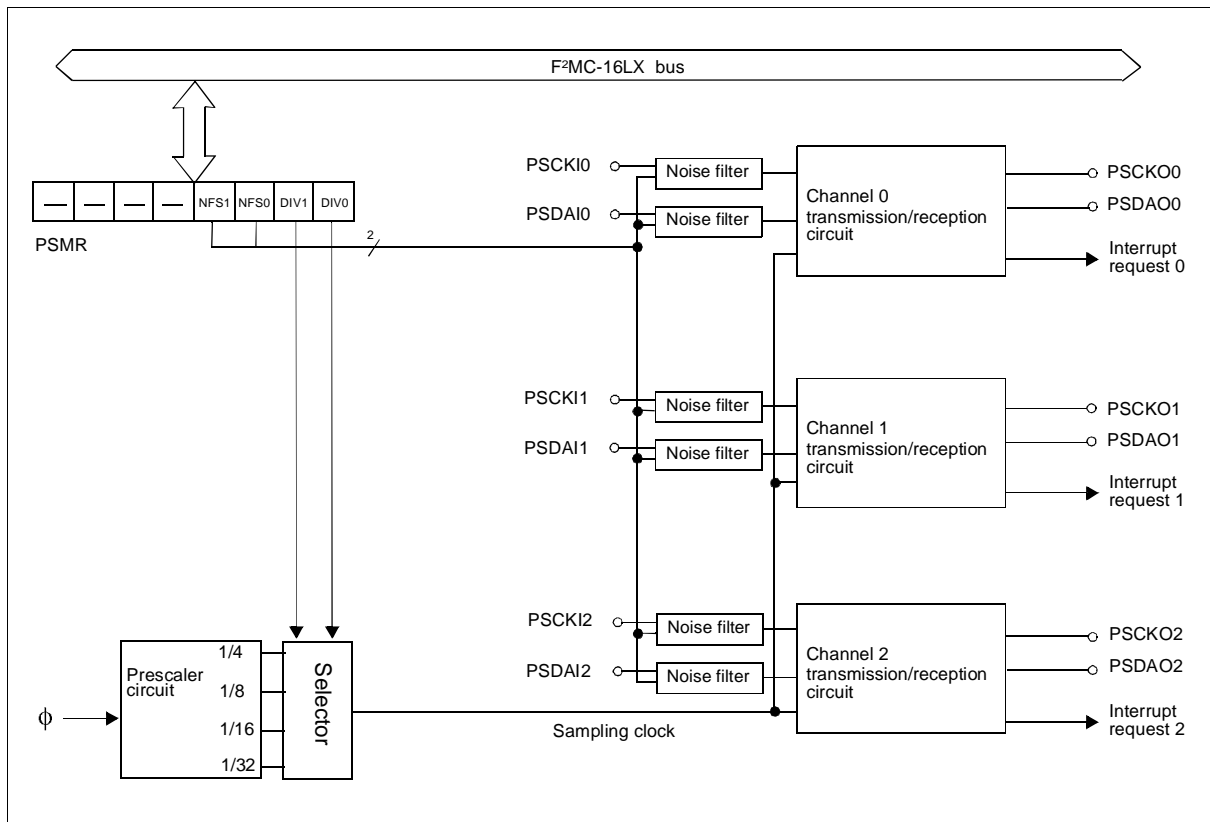 F²MC-16LX bus
— — — — NFS1 NFS0 DIV1 DIV0
PSMR
2
PSCKI0
Noise filter
PSDAI0
Noise filter
Channel 0
transmission/reception
circuit
PSCKO0
PSDAO0
Interrupt
request 0
PSCKI1
Noise filter
PSDAI1
Noise filter
Channel 1
transmission/reception
circuit
PSCKO1
PSDAO1
Interrupt
request 1
PSCKI2
Noise filter
PSDAI2
Noise filter
Channel 2
transmission/reception
circuit
PSCKO2
PSDAO2
Interrupt
request 2
ϕ
Prescaler
circuit
1/4
1/8
1/16
1/32
Selector
Sampling clock